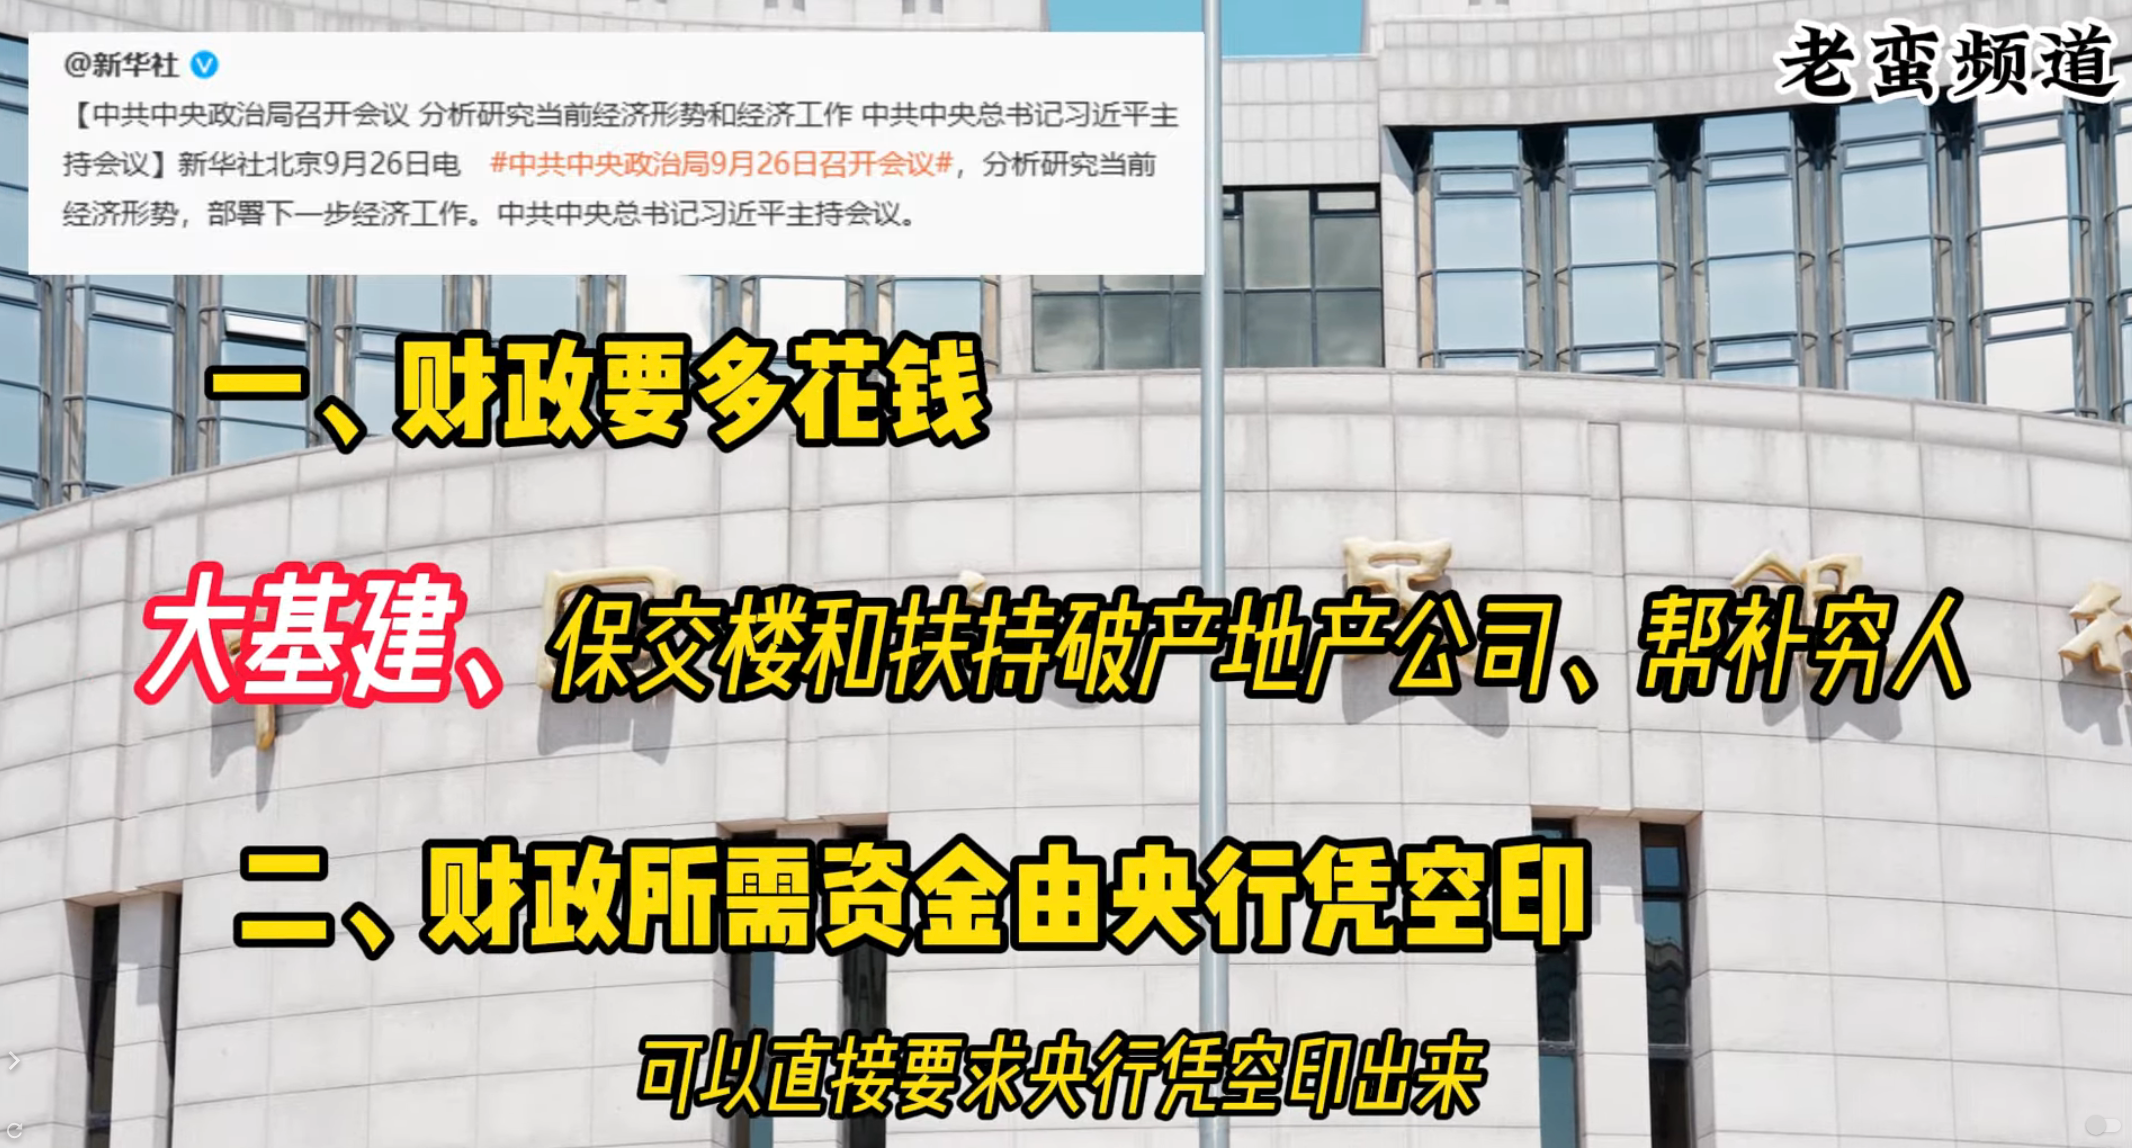 @新华社
老蛮频道
【中共中央政治局召开会议 分析研究当前经济形势和经济工作 中共中央总书记习近平主
持会议】新华社北京9月26日电 #中共中央政治局9月26日召开会议#，分析研究当前
经济形势，部署下一步经济工作。中共中央总书记习近平主持会议。
一、财政要多花钱
大基建、保交楼和扶持破产地产公司、帮补穷人
二、财政所需资金由央行凭空印
可以直接要求央行凭空印出来